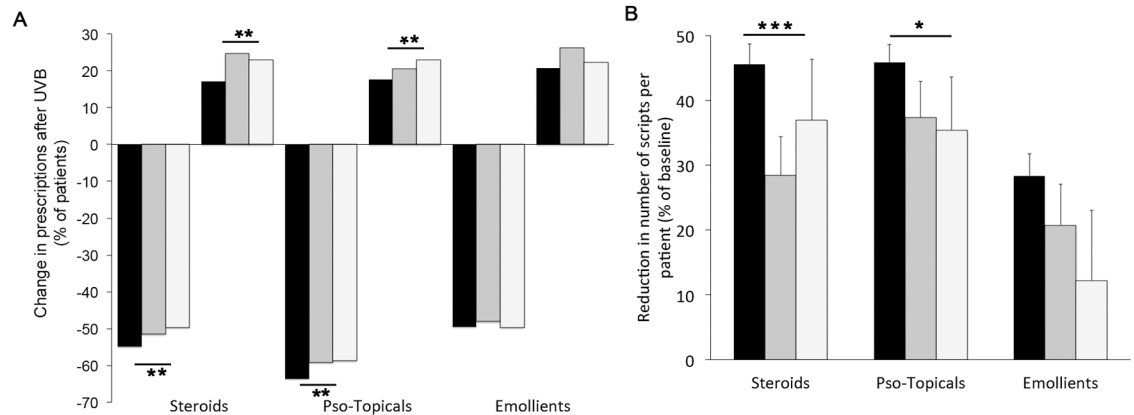 A
Change in prescriptions after UVB
(% of patients)
30
20
10
0
-10
-20
-30
-40
-50
-60
-70
**
**
**
**
Steroids
Pso-Topicals
Emollients
B
Reduction in number of scripts per
patient (% of baseline)
50
40
30
20
10
0
***
*
Steroids
Pso-Topicals
Emollients